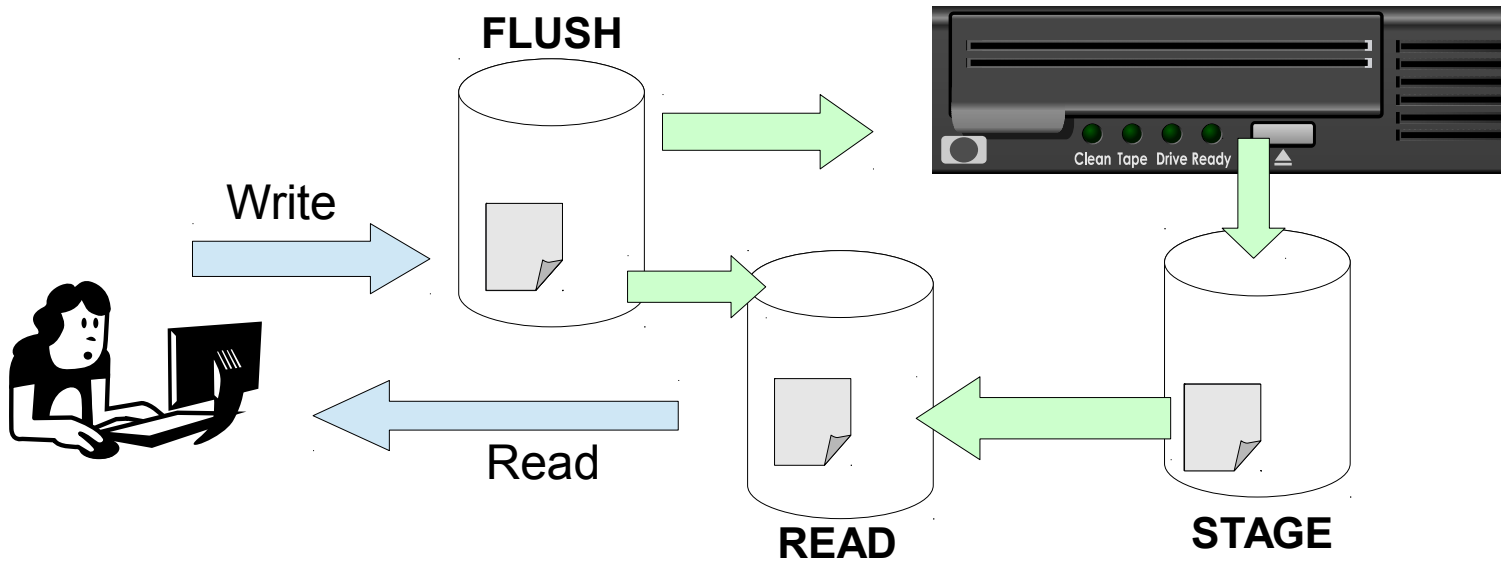 FLUSH
Clean Tape Drive Ready
Write
Read
READ
STAGE